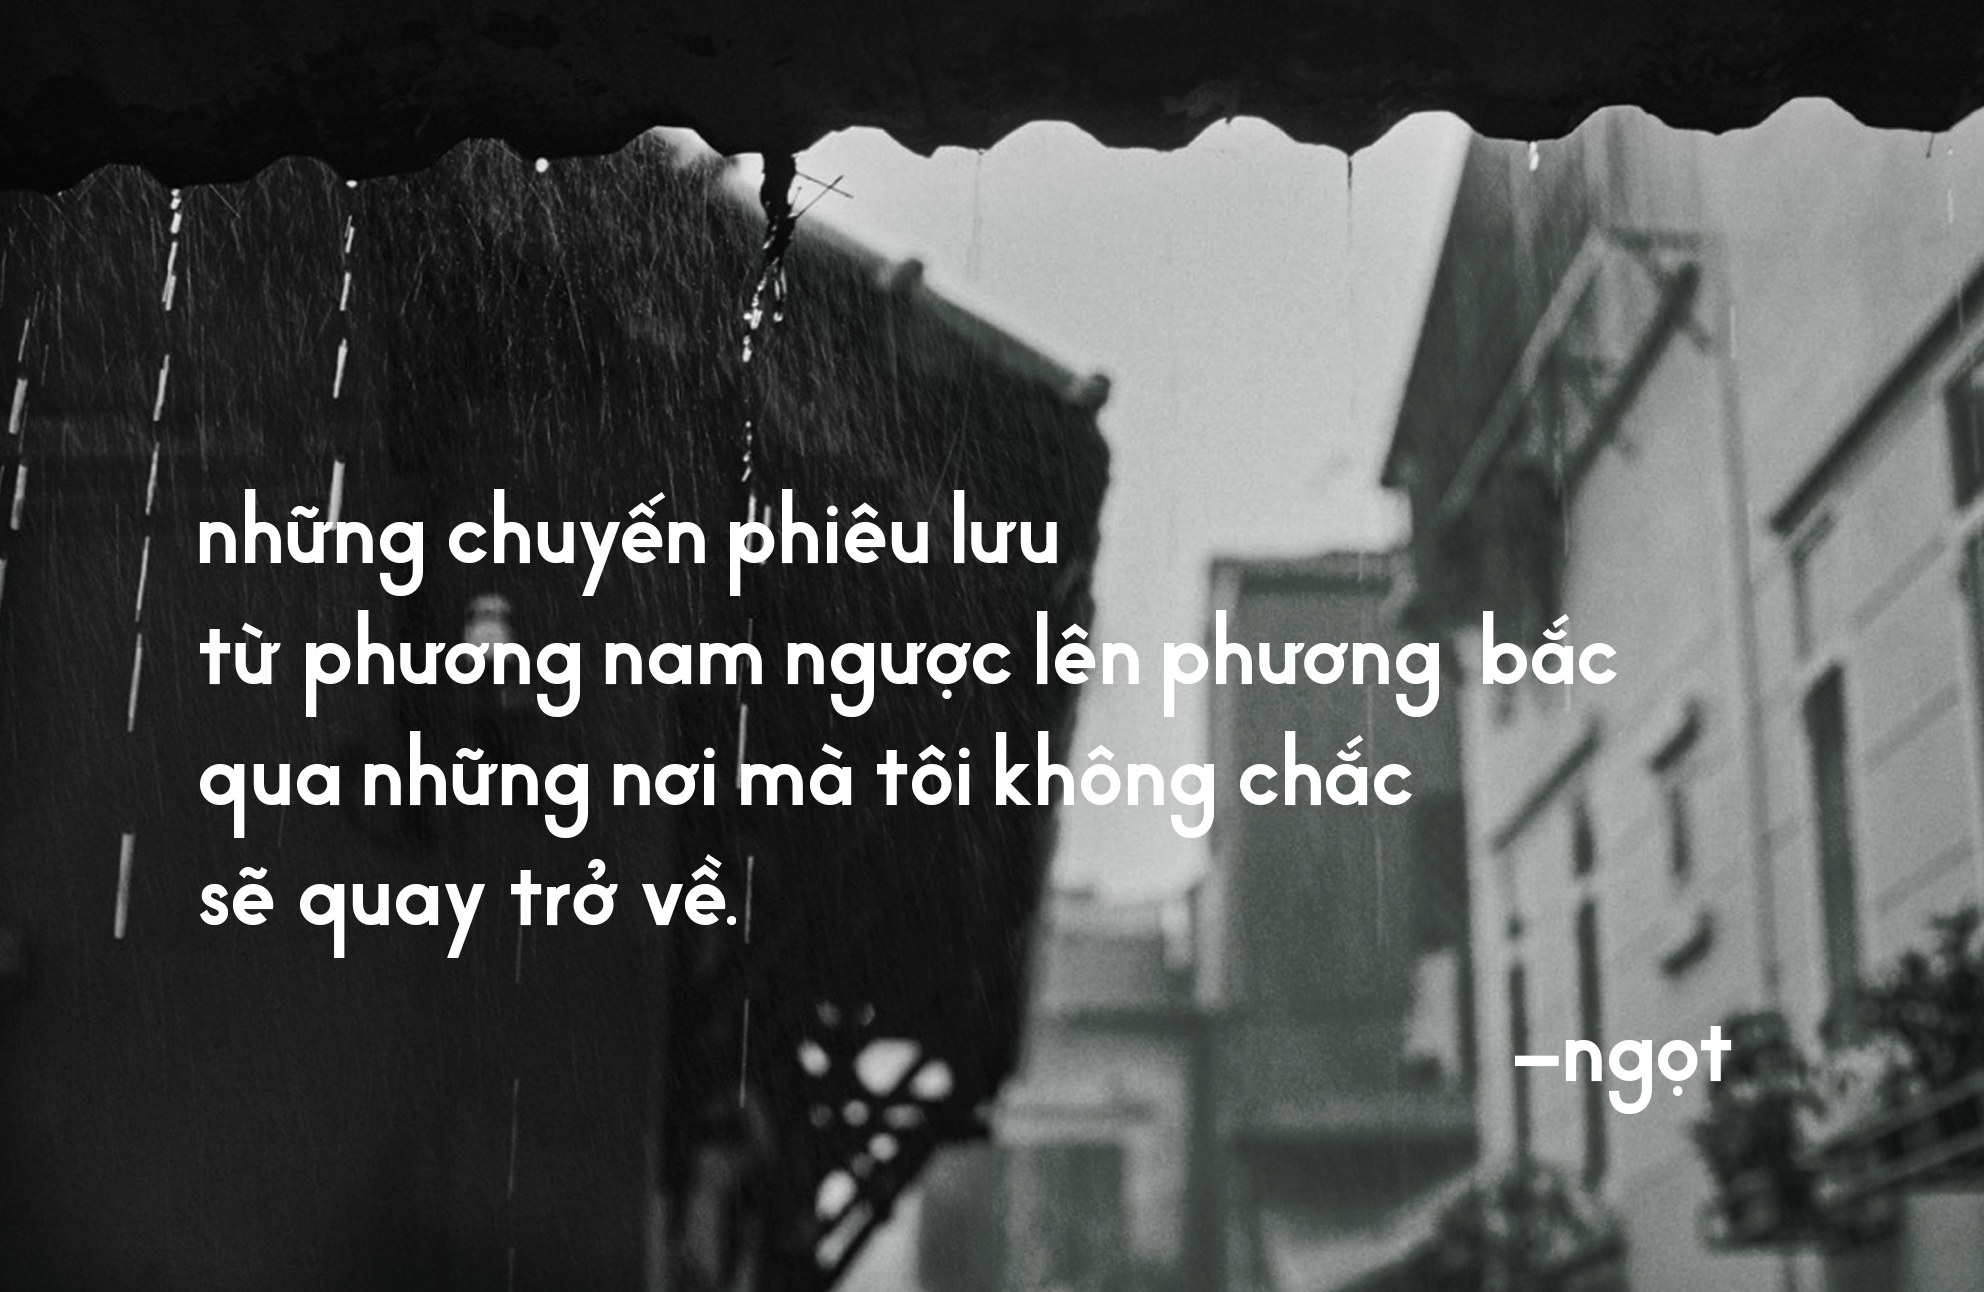 những chuyến phiêu lưu
từ phương nam ngược lên phương bắc
qua những nơi mà tôi không chắc
sẽ quay trở về.
—ngọt